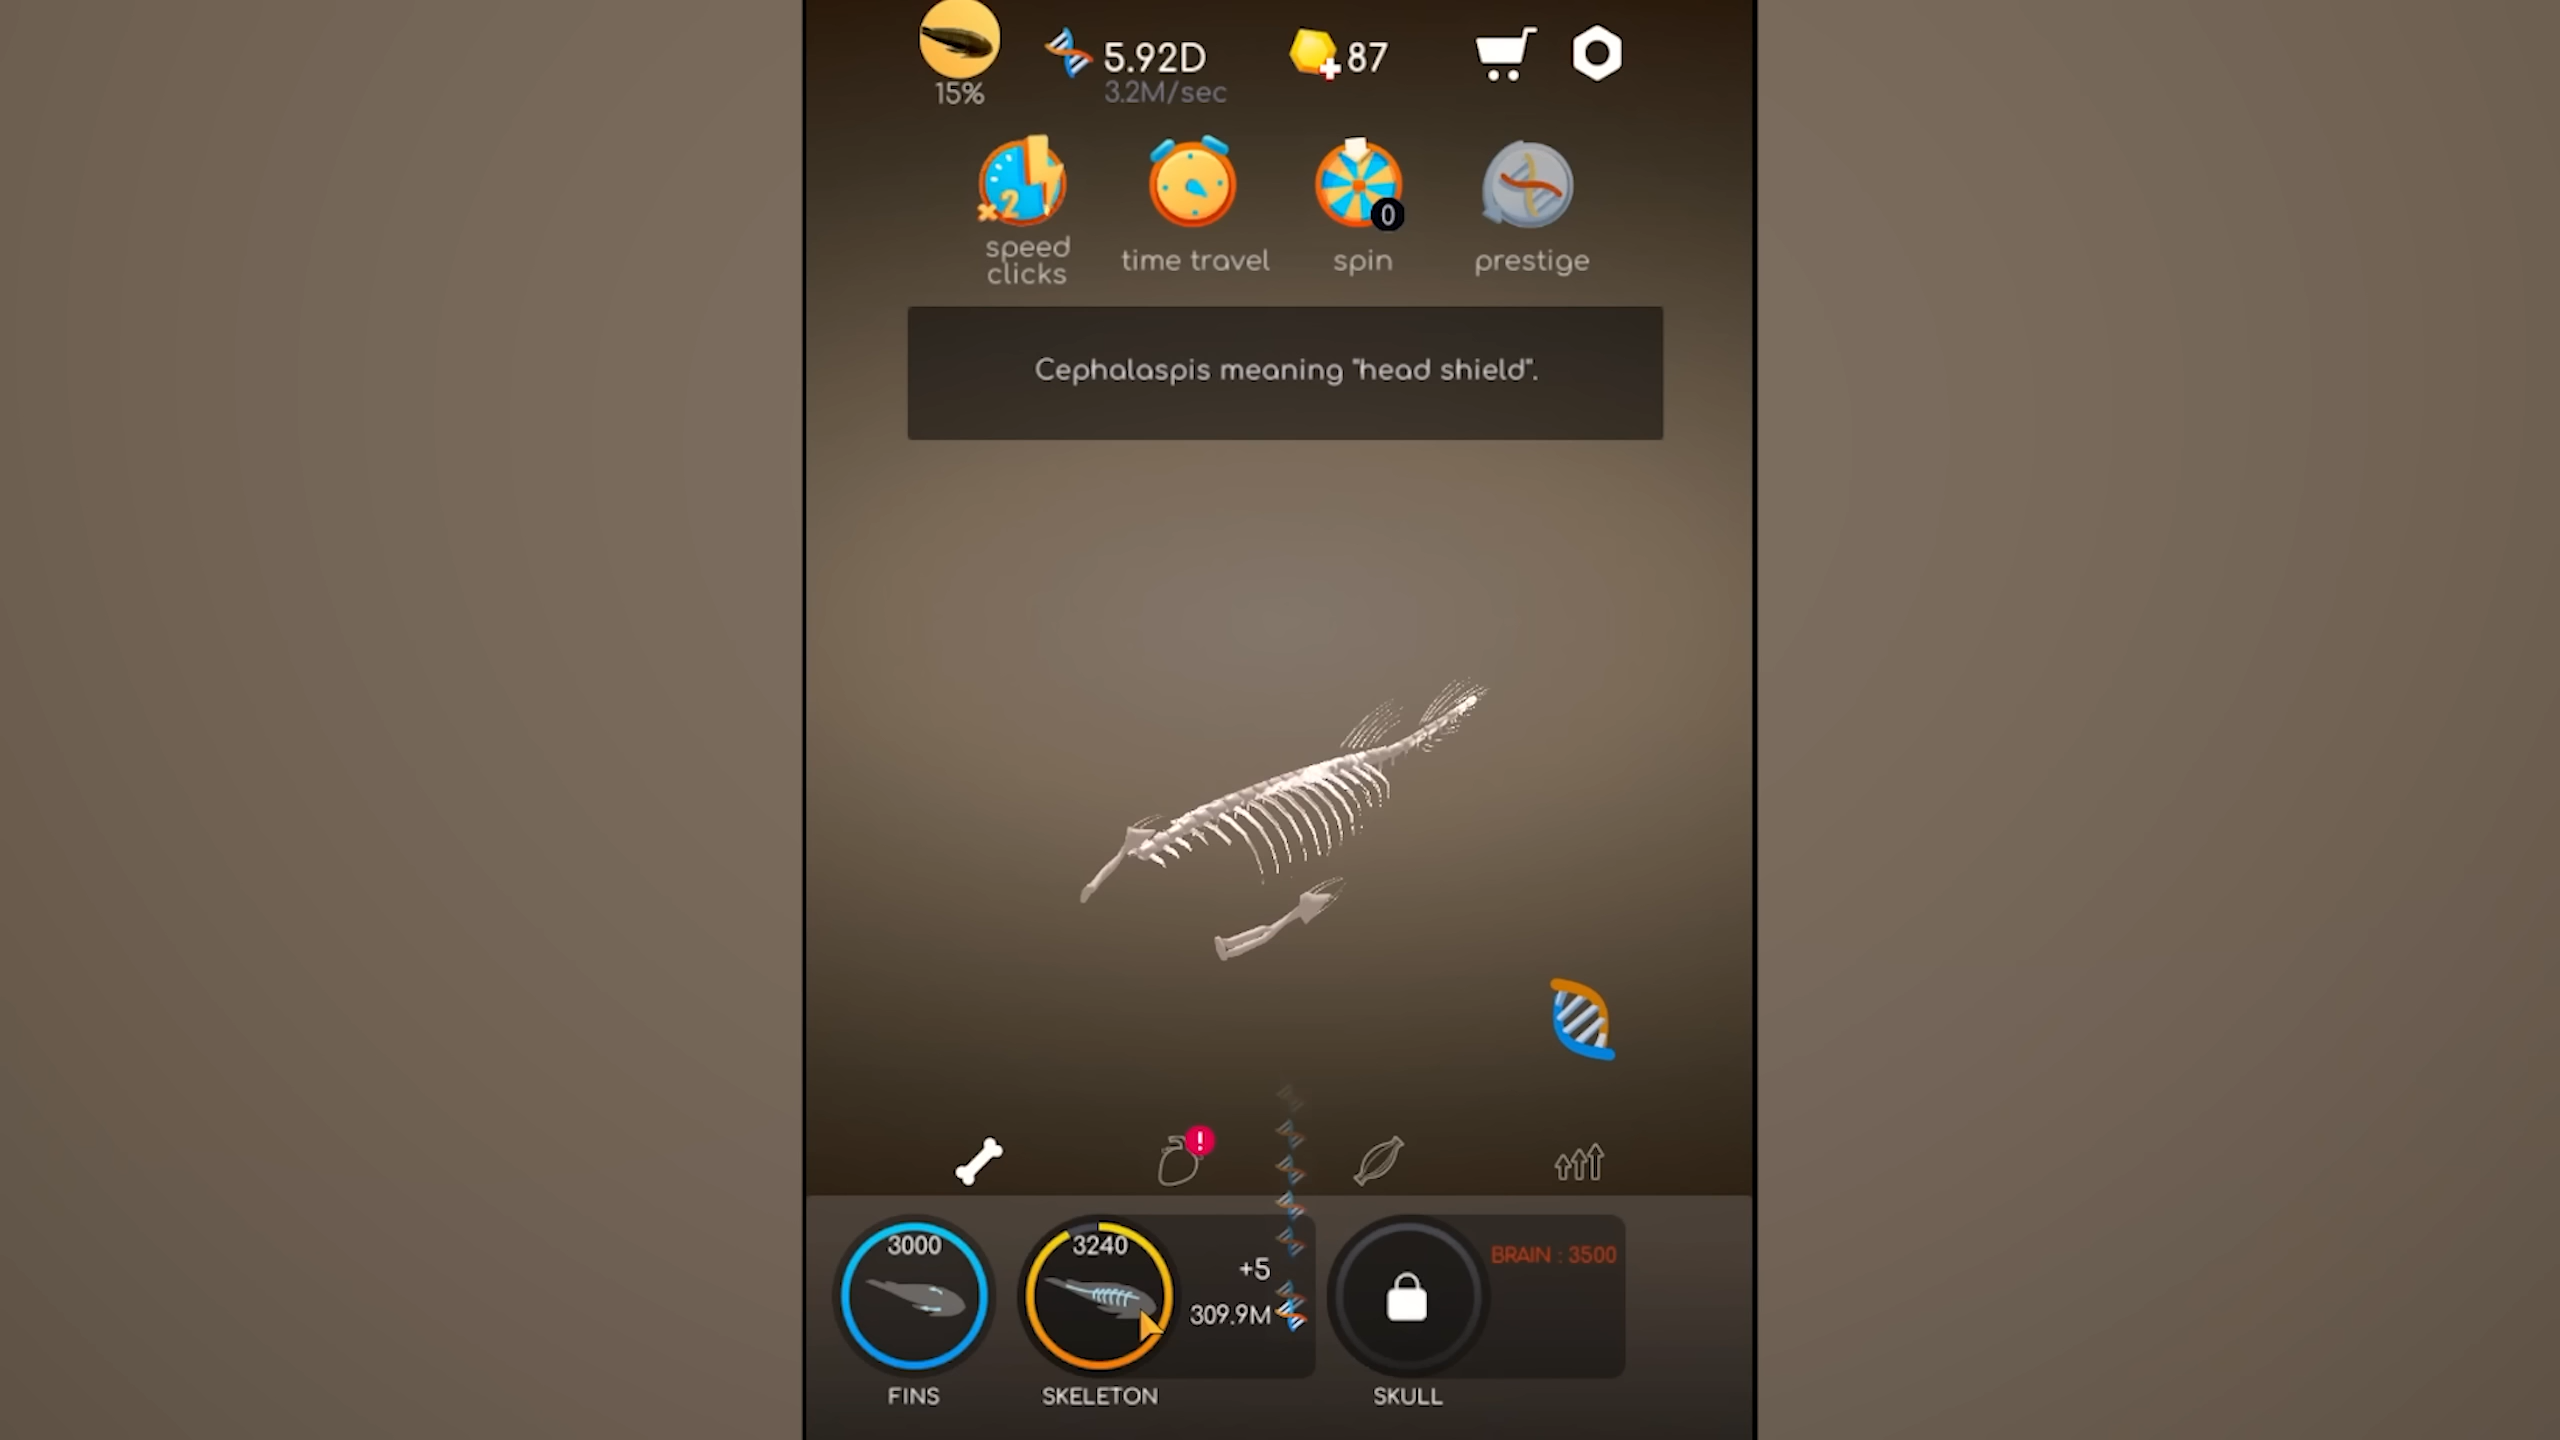 15%
5.92D
3.2M/sec
87
×2
0
speed
clicks
time travel
spin
prestige
Cephalaspis meaning "head shield".
!
3000
3240
+5
309.9M
BRAIN : 3500
FINS
SKELETON
SKULL